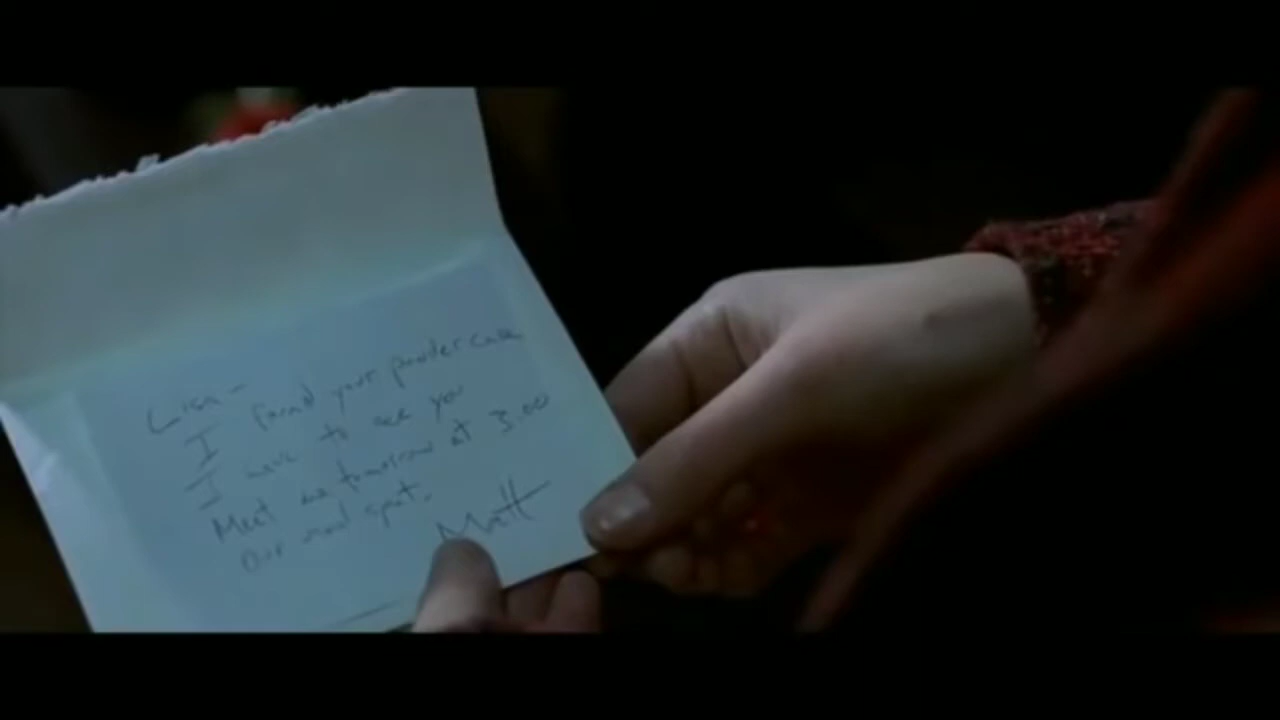 Lisa-
I found your powder case
I have to see you
Meet me tomorrow at 3:00
our usual spot.
Matt